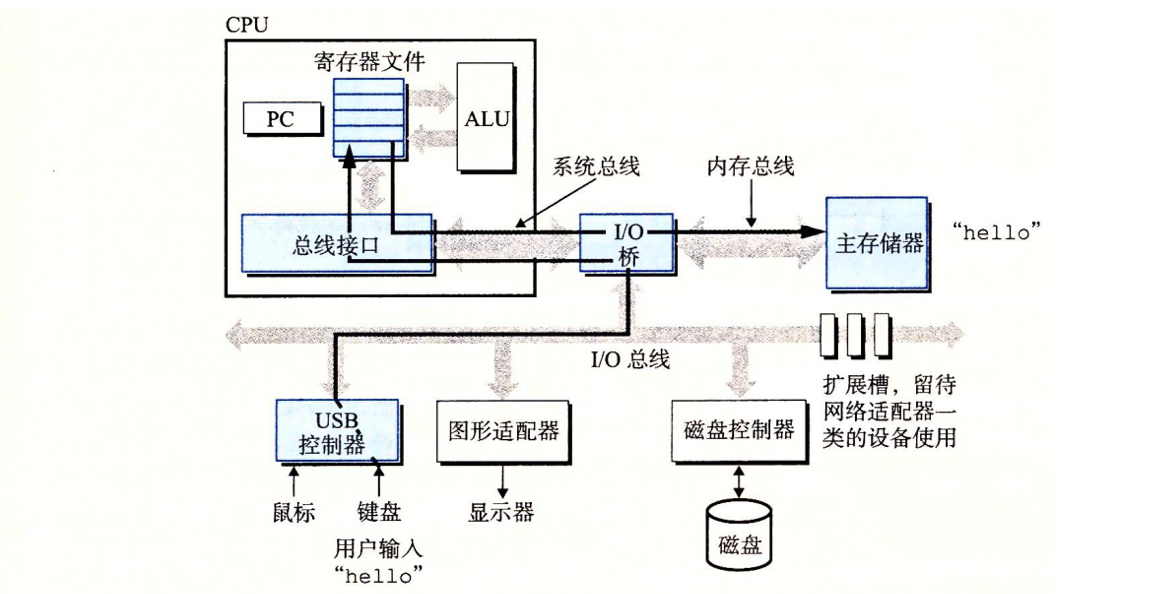 CPU
寄存器文件
PC
ALU
系统总线
内存总线
总线接口
I/O
桥
主存储器
“hello”
I/O 总线
扩展槽，留待
网络适配器一
类的设备使用
USB
控制器
图形适配器
磁盘控制器
鼠标
键盘
显示器
磁盘
用户输入
“hello”